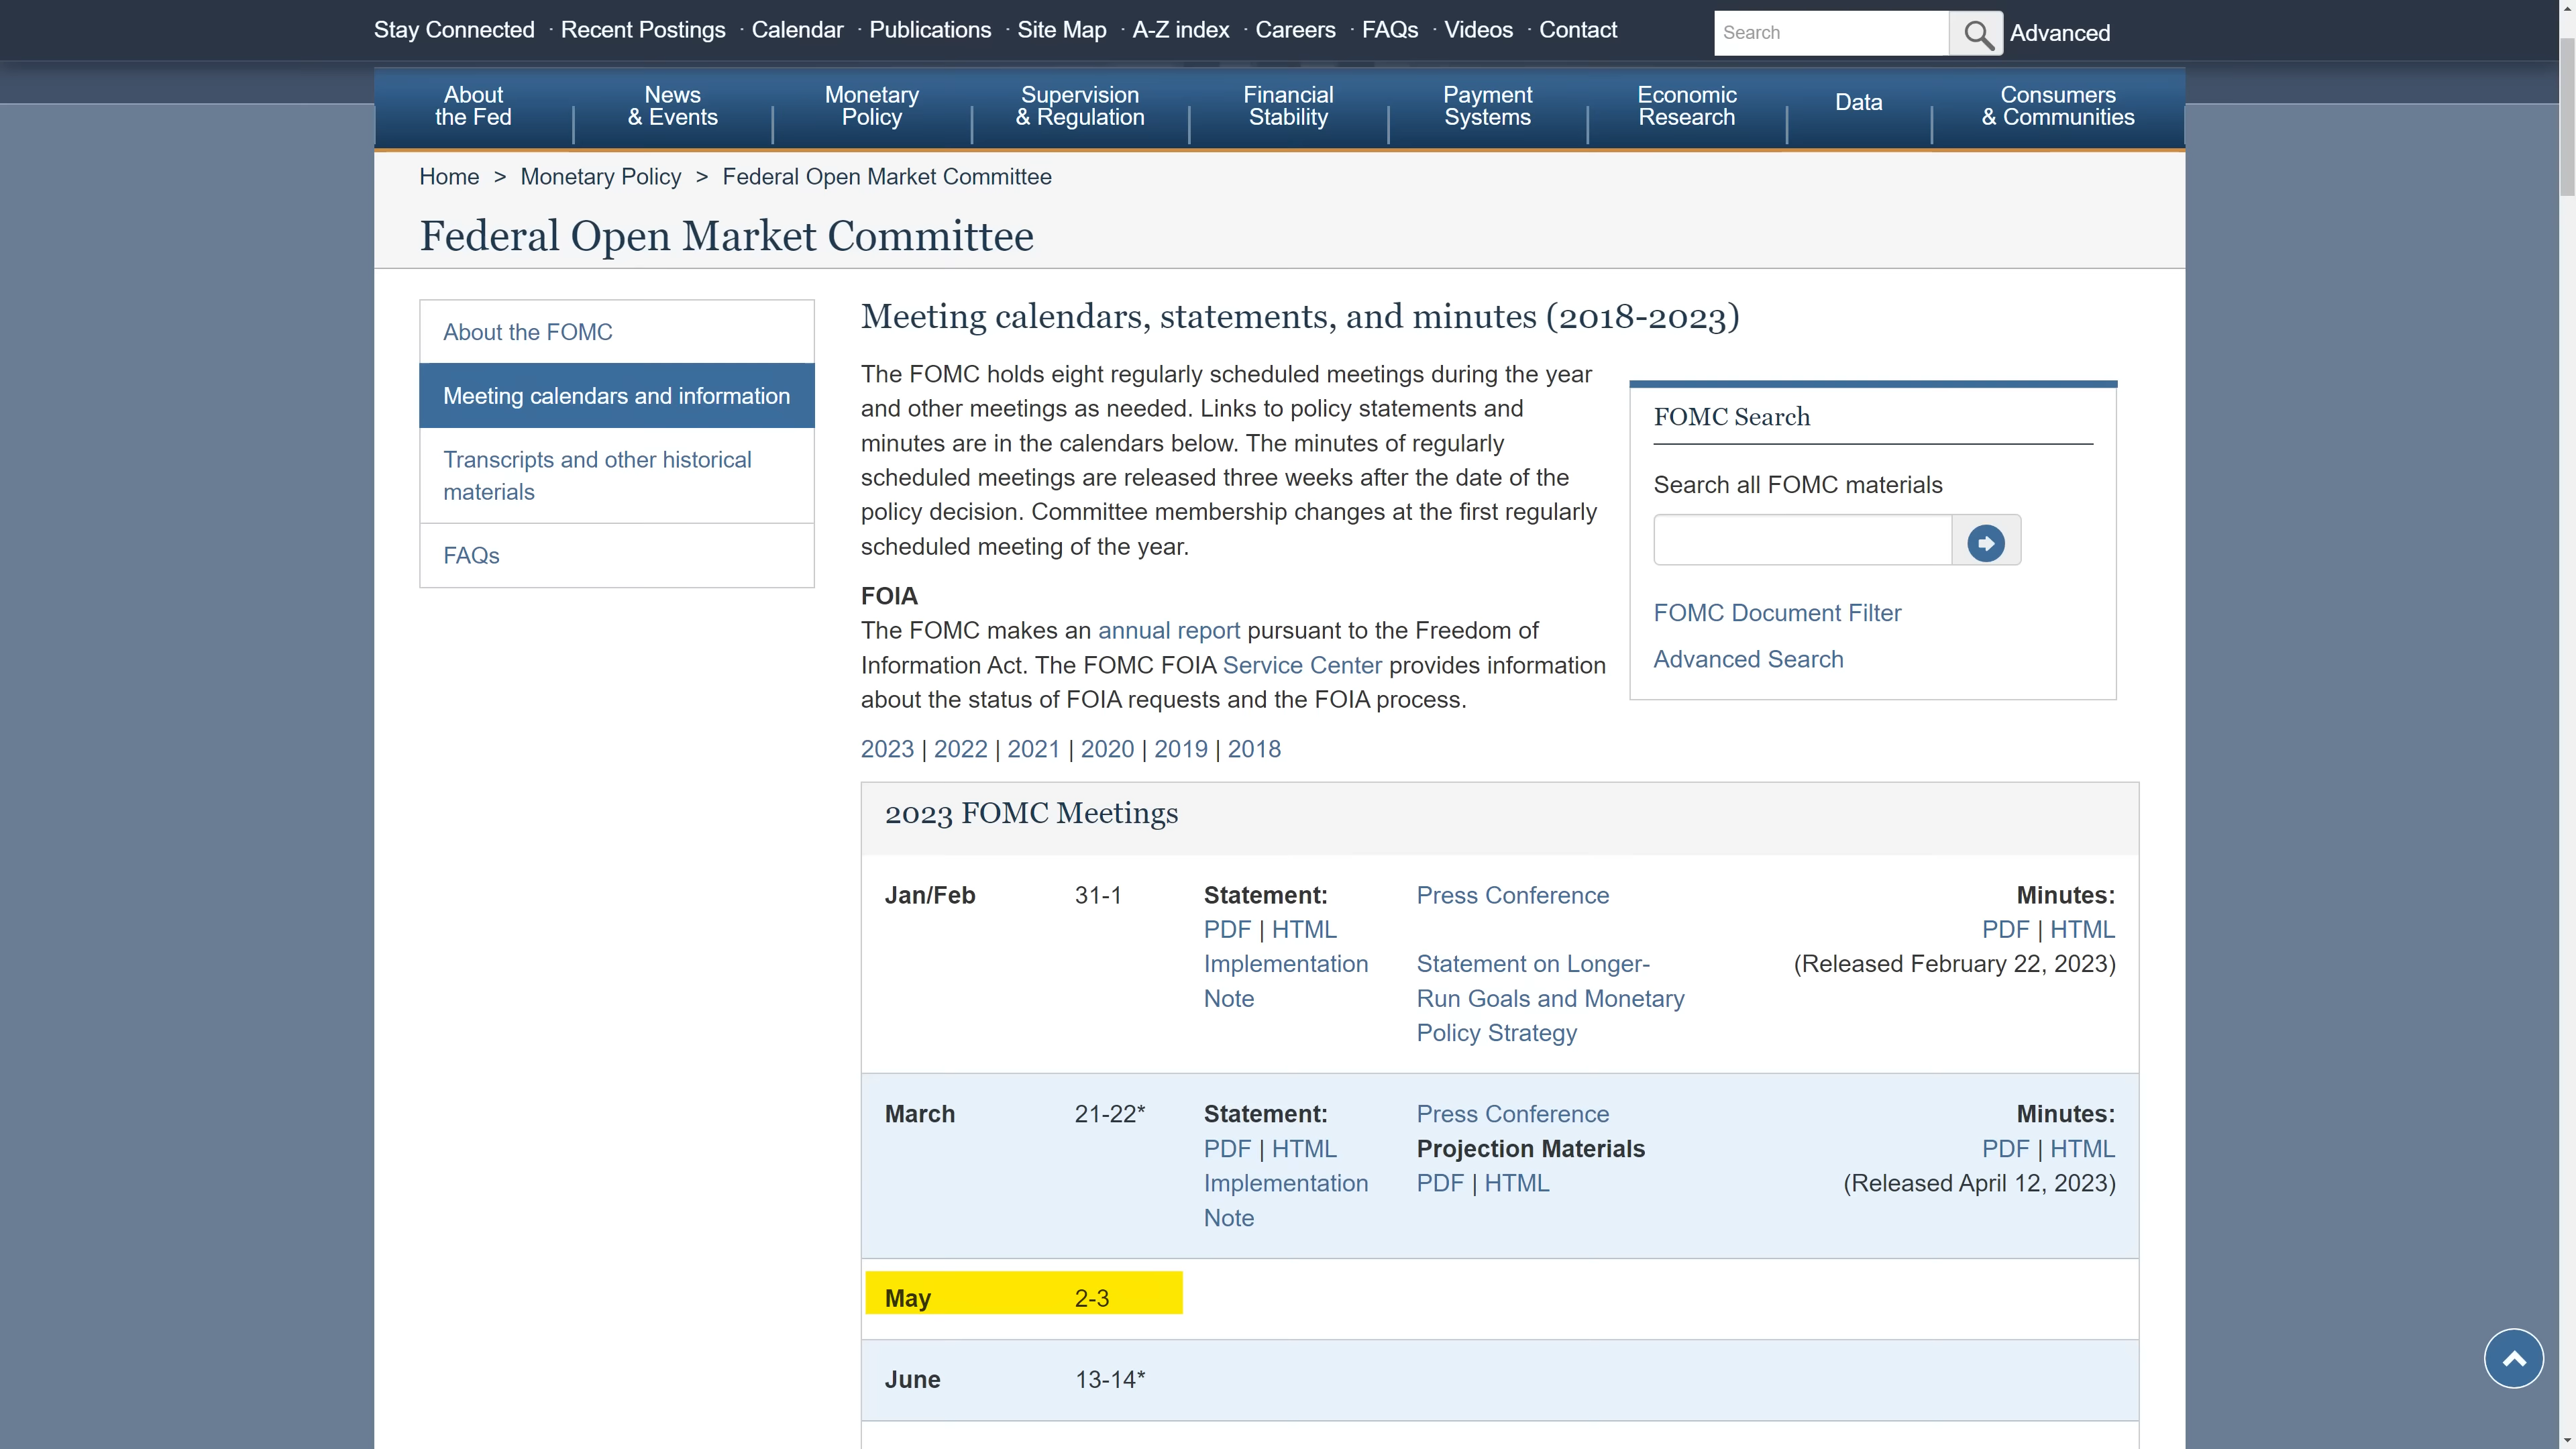 Stay Connected · Recent Postings · Calendar · Publications · Site Map · A-Z index · Careers · FAQs · Videos · Contact
Search
Advanced
About
the Fed
News
& Events
Monetary
Policy
Supervision
& Regulation
Financial
Stability
Payment
Systems
Economic
Research
Data
Consumers
& Communities
Home > Monetary Policy > Federal Open Market Committee
Federal Open Market Committee
About the FOMC
Meeting calendars and information
Transcripts and other historical
materials
FAQs
Meeting calendars, statements, and minutes (2018-2023)
The FOMC holds eight regularly scheduled meetings during the year
and other meetings as needed. Links to policy statements and
minutes are in the calendars below. The minutes of regularly
scheduled meetings are released three weeks after the date of the
policy decision. Committee membership changes at the first regularly
scheduled meeting of the year.
FOIA
The FOMC makes an annual report pursuant to the Freedom of
Information Act. The FOMC FOIA Service Center provides information
about the status of FOIA requests and the FOIA process.
FOMC Search
Search all FOMC materials
FOMC Document Filter
Advanced Search
2023 | 2022 | 2021 | 2020 | 2019 | 2018
2023 FOMC Meetings
Jan/Feb
31-1
Statement:
PDF | HTML
Implementation
Note
Press Conference
Statement on Longer-
Run Goals and Monetary
Policy Strategy
Minutes:
PDF | HTML
(Released February 22, 2023)
March
21-22*
Statement:
PDF | HTML
Implementation
Note
Press Conference
Projection Materials
PDF | HTML
Minutes:
PDF | HTML
(Released April 12, 2023)
May
2-3
June
13-14*